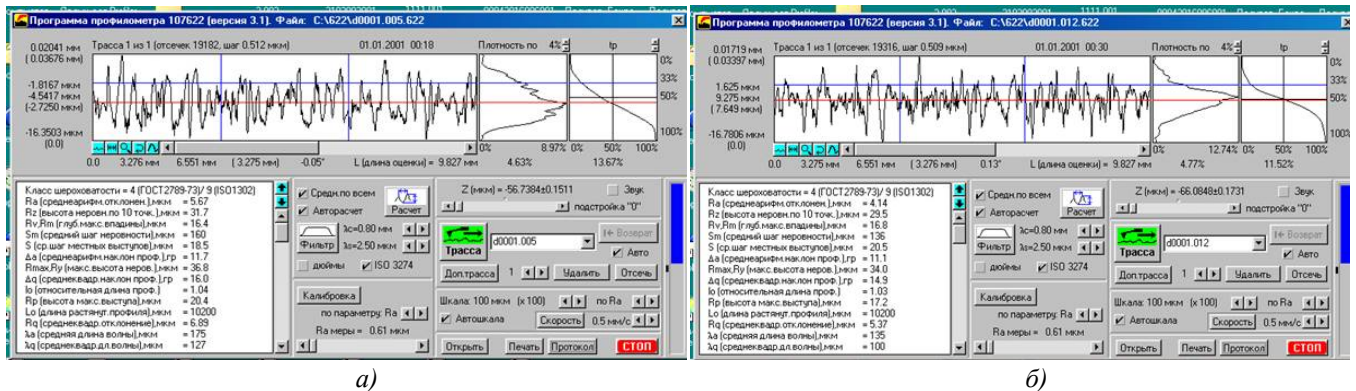 Программа профилометра 107622 (версия 3.1). Файл: C:\622\d0001.005.622
0.02041 мм
( 0.03676 мм)
-1.8167 мкм
-4.5417 мкм
(-2.7250 мкм)
-16.3503 мкм
(0.0)
Трасса 1 из 1 (отсечек 19182, шаг 0.512 мкм)
01.01.2001 00:18
Плотность по 4%
tp
0%
33%
50%
100%
0.0 3.276 мм 6.551 мм ( 3.275 мм) -0.05° L (длина оценки) = 9.827 мм
8.97% 0% 50% 100%
4.63% 13.67%
Класс шероховатости = 4 (ГОСТ2789-73)/ 9 (ISO1302)
Ra (среднеарифм.отклонен.),мкм = 5.67
Rz (высота неровн.по 10 точк.),мкм = 31.7
Rv,Rm (глуб.макс.впадины),мкм = 16.4
Sm (средний шаг неровности),мкм = 160
S (ср.шаг местных выступов),мкм = 18.5
Δa (среднеарифм.наклон проф.),гр = 11.7
Rmax,Ry (макс.высота неров.),мкм = 36.8
Δq (среднеквадр.наклон проф.),гр = 16.0
lo (относительная длина проф.) = 1.04
Rp (высота макс.выступа),мкм = 20.4
Lo (длина растянут.профиля),мкм = 10200
Rq (среднеквадр.отклонение),мкм = 6.89
λa (средняя длина волны),мкм = 175
λq (среднеквадр.дл.волны),мкм = 127
Средн.по всем
Авторасчет
Расчет
Фильтр
λc=0.80 мм
λs=2.50 мкм
дюймы
ISO 3274
Калибровка
по параметру: Ra
Ra меры = 0.61 мкм
Z (мкм) = -56.7384±0.1511
Звук
подстройка "0"
Трасса
d0001.005
Возврат
Авто
Доп.трасса 1 Удалить Отсечь
Шкала: 100 мкм (x 100) по Ra
Автошкала Скорость 0.5 мм/с
Открыть Печать Протокол СТОП
а)
Программа профилометра 107622 (версия 3.1). Файл: C:\622\d0001.012.622
0.01719 мм
( 0.03397 мм)
1.625 мкм
9.275 мкм
( 7.649 мкм)
-16.7806 мкм
(0.0)
Трасса 1 из 1 (отсечек 19316, шаг 0.509 мкм)
01.01.2001 00:30
Плотность по 4%
tp
0%
33%
50%
100%
0.0 3.275 мм 6.551 мм ( 3.276 мм) 0.13° L (длина оценки) = 9.827 мм
0% 12.74% 0% 50% 100%
4.77% 11.52%
Класс шероховатости = 4 (ГОСТ2789-73)/ 9 (ISO1302)
Ra (среднеарифм.отклонен.),мкм = 4.14
Rz (высота неровн.по 10 точк.),мкм = 29.5
Rv,Rm (глуб.макс.впадины),мкм = 16.8
Sm (средний шаг неровности),мкм = 136
S (ср.шаг местных выступов),мкм = 20.5
Δa (среднеарифм.наклон проф.),гр = 11.1
Rmax,Ry (макс.высота неров.),мкм = 34.0
Δq (среднеквадр.наклон проф.),гр = 14.9
lo (относительная длина проф.) = 1.03
Rp (высота макс.выступа),мкм = 17.2
Lo (длина растянут.профиля),мкм = 10200
Rq (среднеквадр.отклонение),мкм = 5.37
λa (средняя длина волны),мкм = 135
λq (среднеквадр.дл.волны),мкм = 100
Средн.по всем
Авторасчет
Расчет
Фильтр
λc=0.80 мм
λs=2.50 мкм
дюймы
ISO 3274
Калибровка
по параметру: Ra
Ra меры = 0.61 мкм
Z (мкм) = -66.0848±0.1731
Звук
подстройка "0"
Трасса
d0001.012
Возврат
Авто
Доп.трасса 1 Удалить Отсечь
Шкала: 100 мкм (x 100) по Ra
Автошкала Скорость 0.5 мм/с
Открыть Печать Протокол СТОП
б)